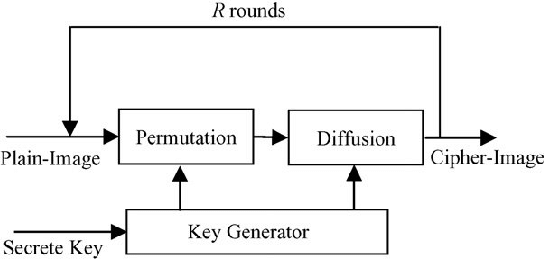 R rounds
Permutation
Diffusion
Plain-Image
Cipher-Image
Key Generator
Secrete Key